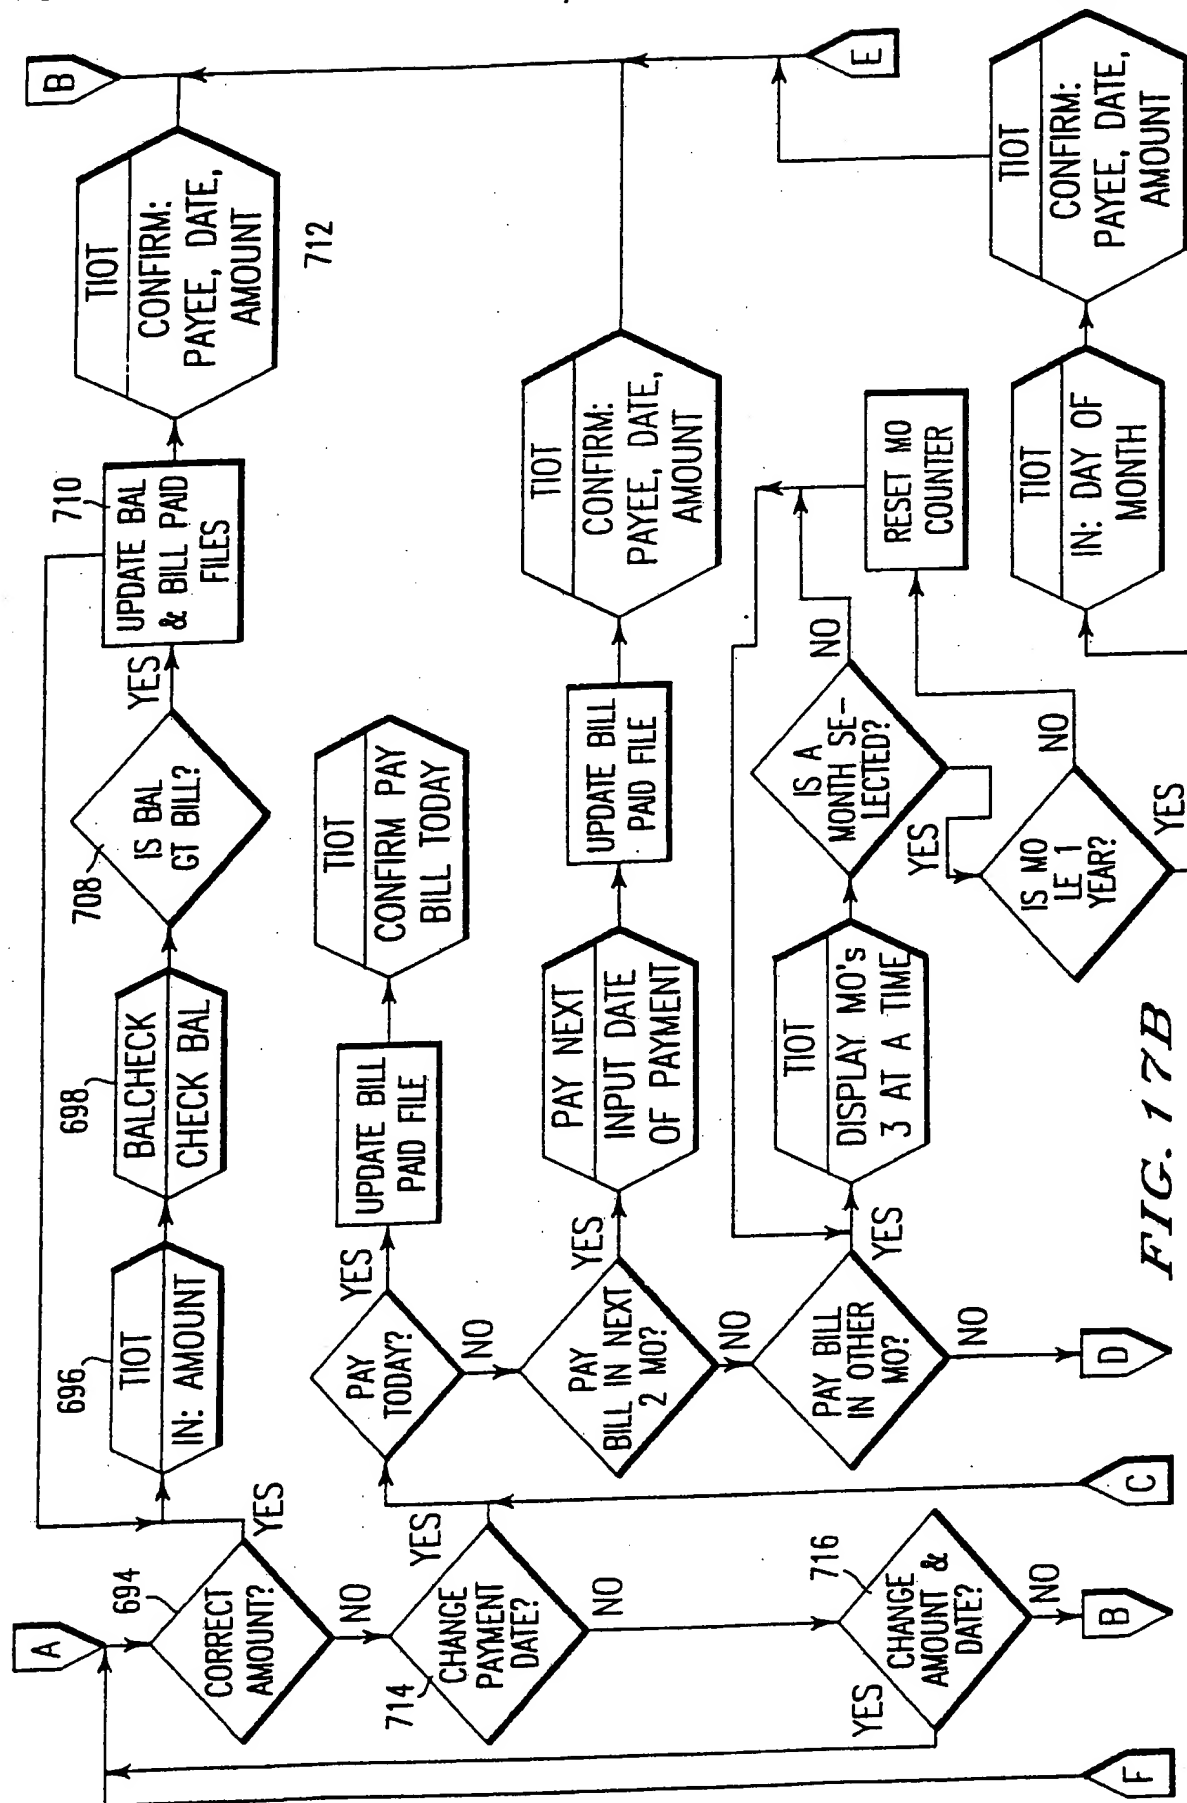 A
694
CORRECT
AMOUNT?
YES
NO
696
TIOT
IN: AMOUNT
698
BALCHECK
CHECK BAL
708
IS BAL
GT BILL?
YES
710
UPDATE BAL
& BILL PAID
FILES
TIOT
CONFIRM:
PAYEE, DATE,
AMOUNT
712
B
714
CHANGE
PAYMENT
DATE?
YES
NO
PAY
TODAY?
YES
NO
UPDATE BILL
PAID FILE
TIOT
CONFIRM PAY
BILL TODAY
PAY
BILL IN NEXT
2 MO?
YES
NO
PAY NEXT
INPUT DATE
OF PAYMENT
UPDATE BILL
PAID FILE
TIOT
CONFIRM:
PAYEE, DATE,
AMOUNT
PAY BILL
IN OTHER
MO?
YES
NO
TIOT
DISPLAY MO's
3 AT A TIME
IS A
MONTH SE-
LECTED?
NO
YES
RESET MO
COUNTER
E
716
CHANGE
AMOUNT &
DATE?
YES
NO
IS MO
LE 1
YEAR?
NO
YES
TIOT
IN: DAY OF
MONTH
TIOT
CONFIRM:
PAYEE, DATE,
AMOUNT
F
B
C
D
FIG. 17B